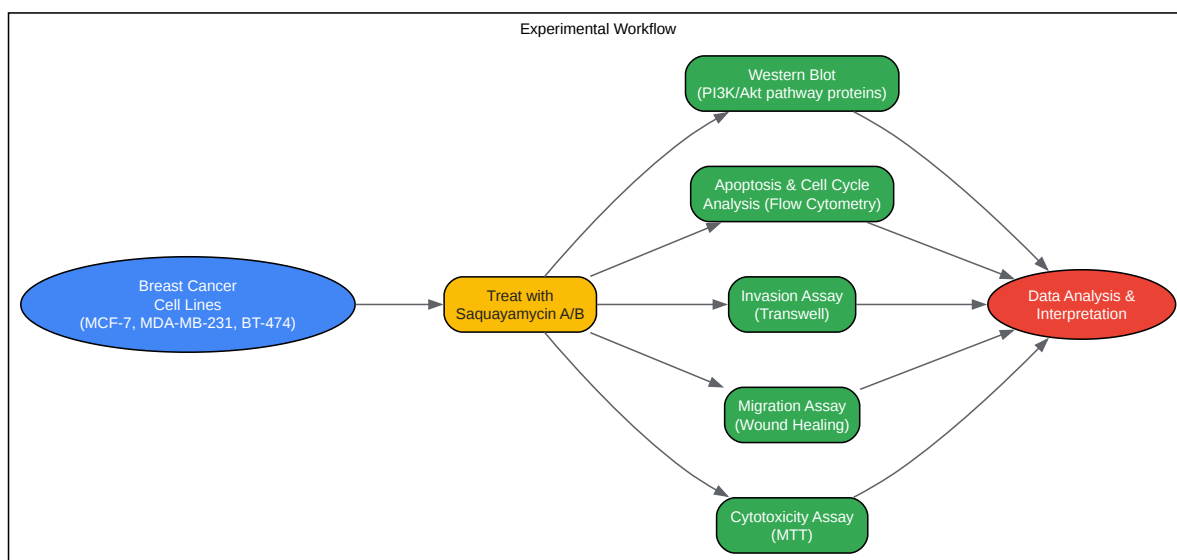 Experimental Workflow
Breast Cancer
Cell Lines
(MCF-7, MDA-MB-231, BT-474)
Treat with
Saquayamycin A/B
Western Blot
(PI3K/Akt pathway proteins)
Apoptosis & Cell Cycle
Analysis (Flow Cytometry)
Invasion Assay
(Transwell)
Migration Assay
(Wound Healing)
Cytotoxicity Assay
(MTT)
Data Analysis &
Interpretation